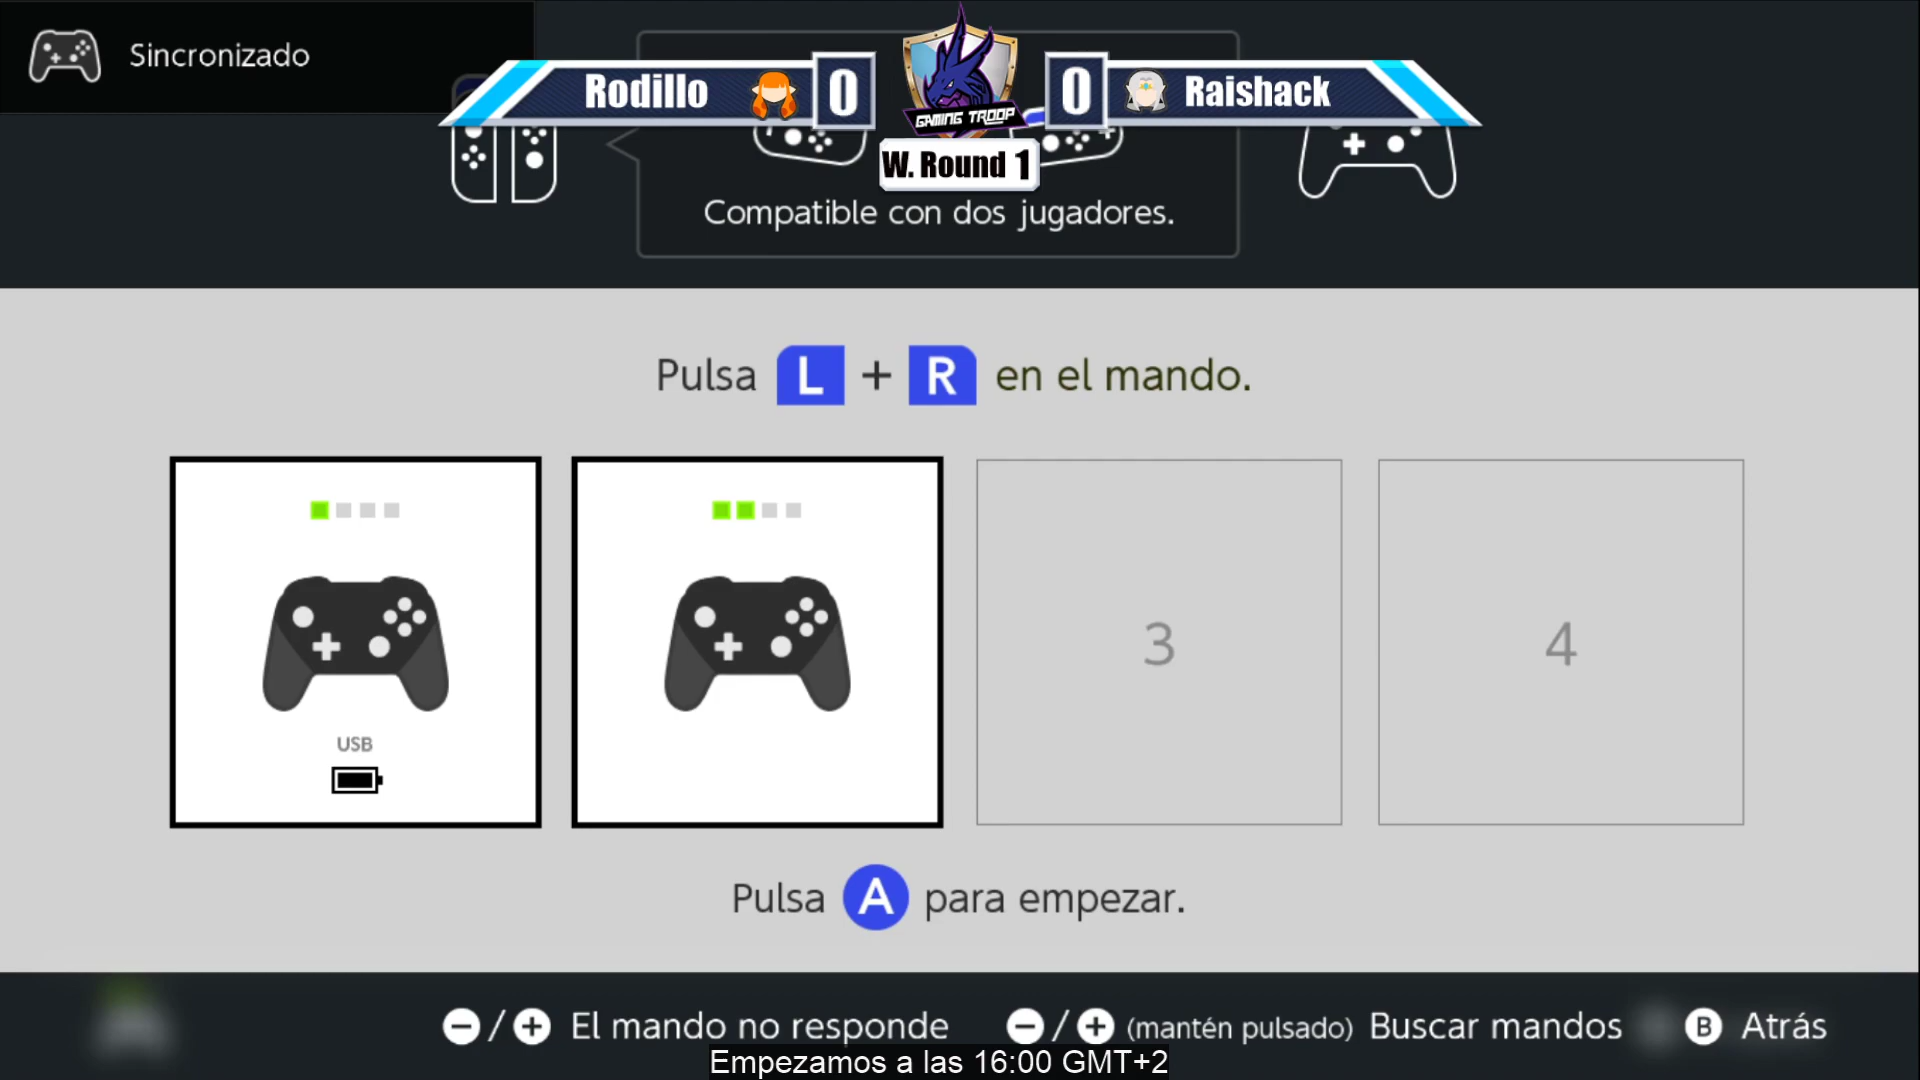 Sincronizado
Rodillo 0 GAMING TROOP 0 Raishack
W. Round 1
Compatible con dos jugadores.
Pulsa L + R en el mando.
3
4
USB
Pulsa A para empezar.
−/+ El mando no responde −/+ (mantén pulsado) Buscar mandos B Atrás
Empezamos a las 16:00 GMT+2